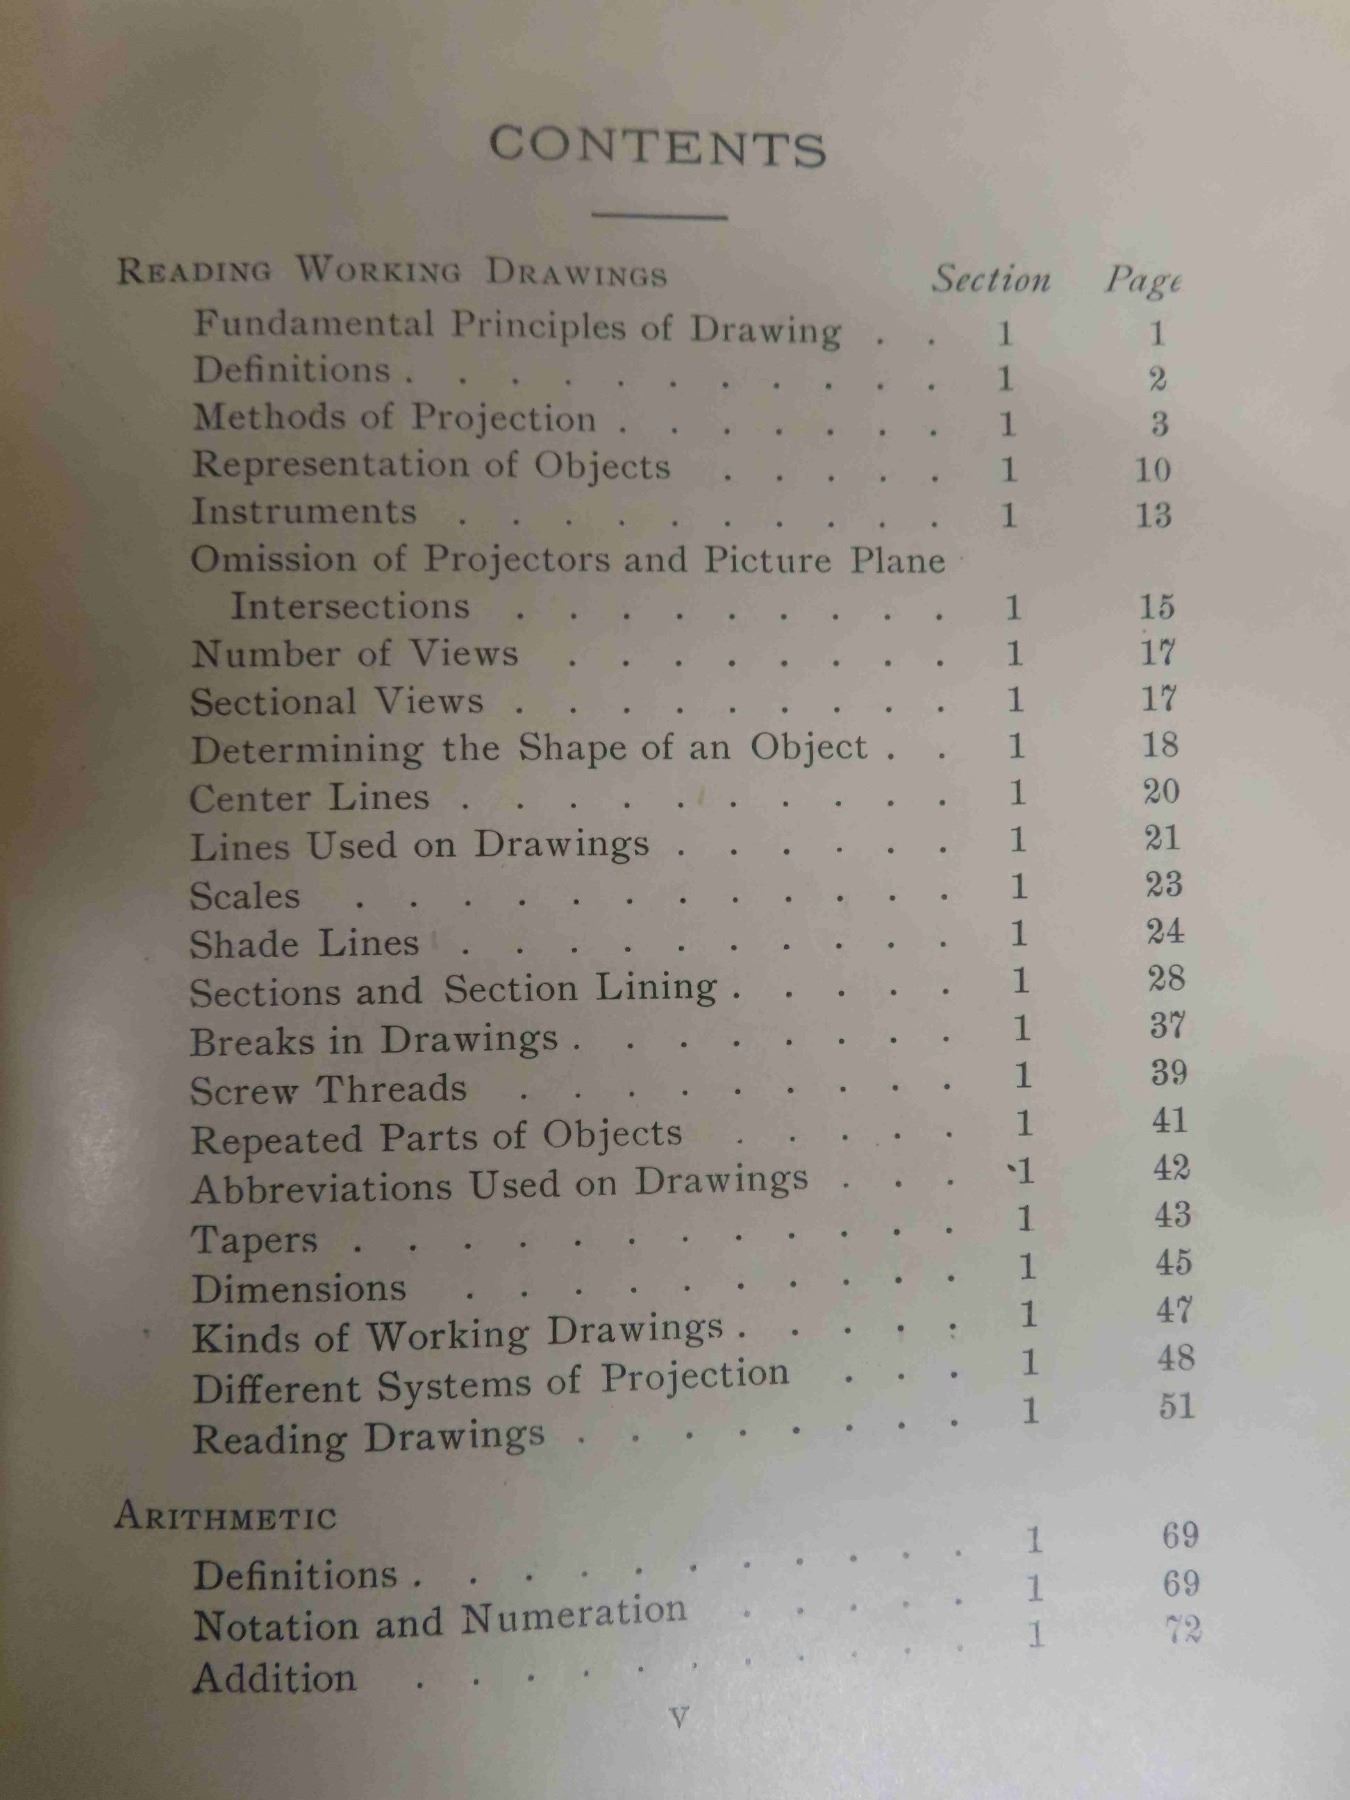 CONTENTS
READING WORKING DRAWINGS Section Page
Fundamental Principles of Drawing . . 1 1
Definitions . . . . . . . . . . . 1 2
Methods of Projection . . . . . . . 1 3
Representation of Objects . . . . . 1 10
Instruments . . . . . . . . . . 1 13
Omission of Projectors and Picture Plane
Intersections . . . . . . . . . 1 15
Number of Views . . . . . . . . 1 17
Sectional Views . . . . . . . . . 1 17
Determining the Shape of an Object . . 1 18
Center Lines . . . . . . . . . . 1 20
Lines Used on Drawings . . . . . . 1 21
Scales . . . . . . . . . . . . 1 23
Shade Lines . . . . . . . . . . 1 24
Sections and Section Lining . . . . . 1 28
Breaks in Drawings . . . . . . . . 1 37
Screw Threads . . . . . . . . . 1 39
Repeated Parts of Objects . . . . . 1 41
Abbreviations Used on Drawings . . . 1 42
Tapers . . . . . . . . . . . . 1 43
Dimensions . . . . . . . . . . 1 45
Kinds of Working Drawings . . . . . 1 47
Different Systems of Projection . . . 1 48
Reading Drawings . . . . . . . . 1 51
ARITHMETIC
Definitions . . . . . . . . . . . 1 69
Notation and Numeration . . . . . 1 69
Addition . . . . . . . . . . . 1 72
v